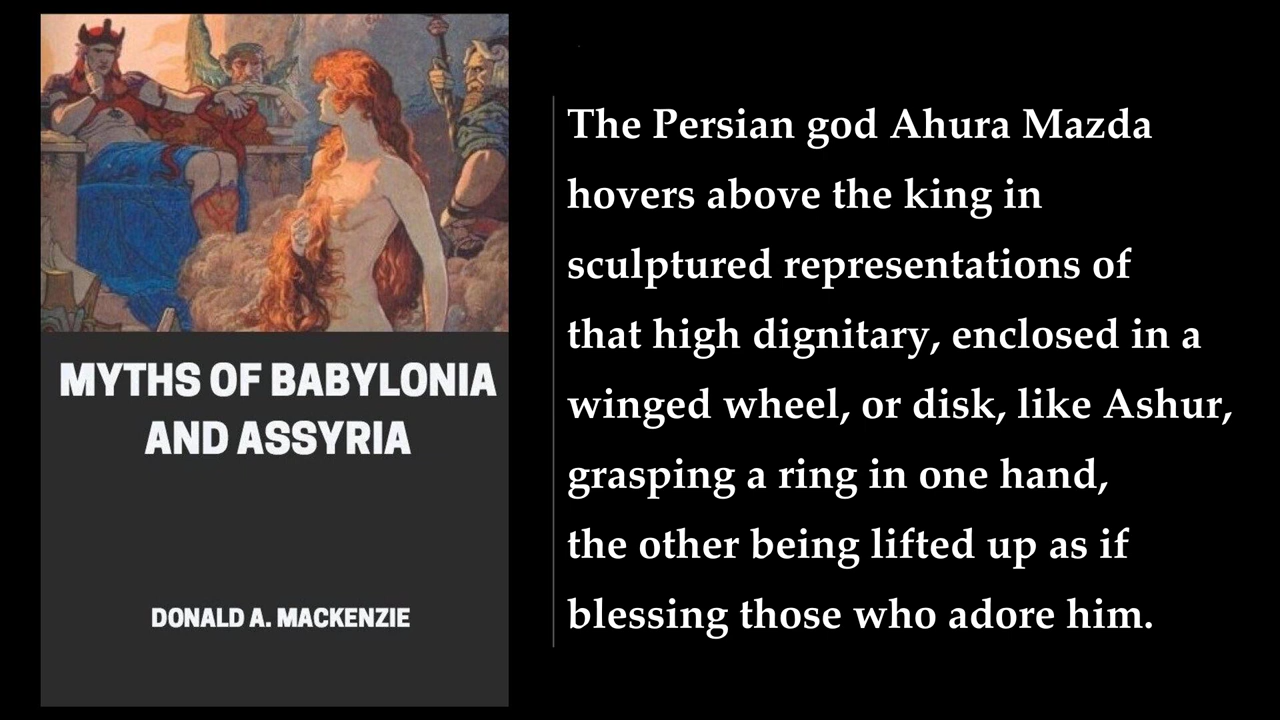 MYTHS OF BABYLONIA
AND ASSYRIA
DONALD A. MACKENZIE
The Persian god Ahura Mazda
hovers above the king in
sculptured representations of
that high dignitary, enclosed in a
winged wheel, or disk, like Ashur,
grasping a ring in one hand,
the other being lifted up as if
blessing those who adore him.